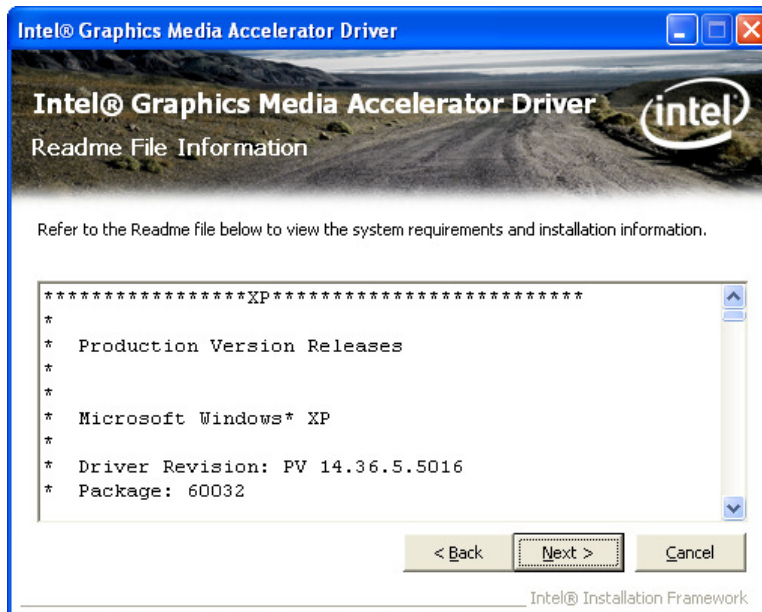 Intel® Graphics Media Accelerator Driver
Intel® Graphics Media Accelerator Driver
intel
Readme File Information
Refer to the Readme file below to view the system requirements and installation information.
*****************XP**************************
*
* Production Version Releases
*
*
* Microsoft Windows* XP
*
* Driver Revision: PV 14.36.5.5016
* Package: 60032
< Back
Next >
Cancel
Intel® Installation Framework